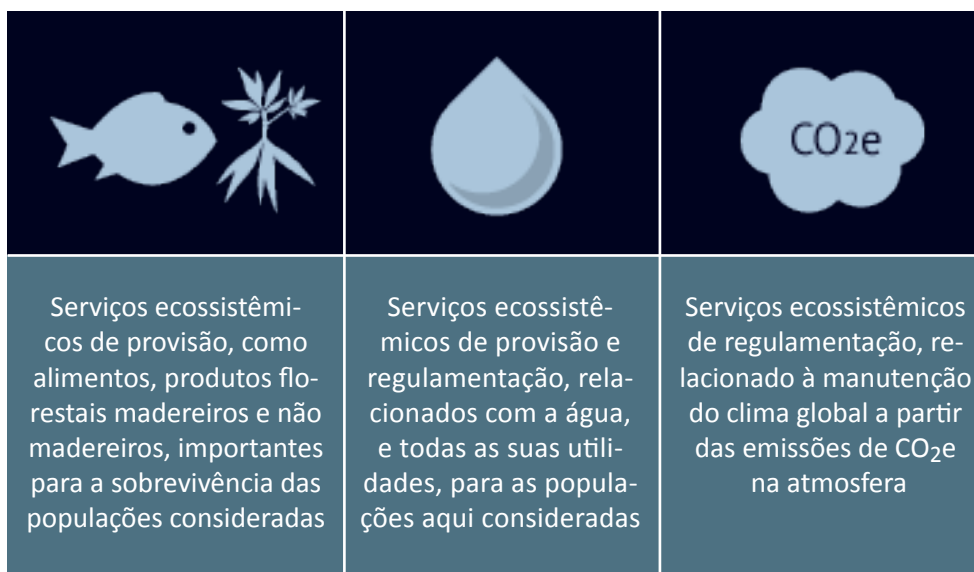 CO2e
Serviços ecossistêmi-
cos de provisão, como
alimentos, produtos flo-
restais madereiros e não
madereiros, importantes
para a sobrevivência das
populações consideradas
Serviços ecossistê-
micos de provisão e
regulamentação, rela-
cionados com a água,
e todas as suas utili-
dades, para as popula-
ções aqui consideradas
Serviços ecossistêmicos
de regulamentação, re-
lacionado à manutenção
do clima global a partir
das emissões de CO₂e
na atmosfera